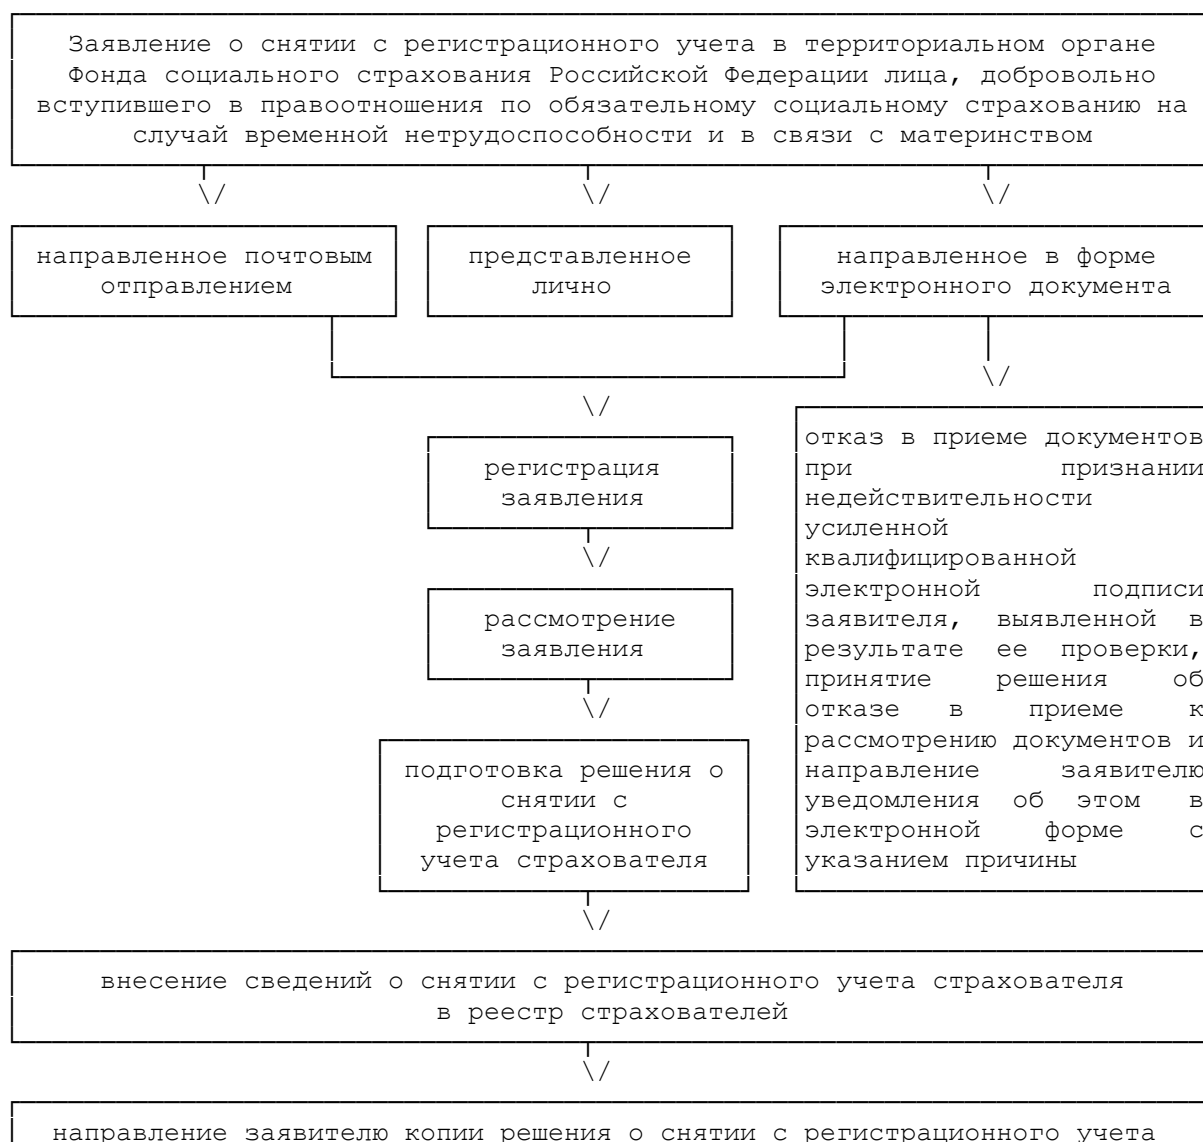 Заявление о снятии с регистрационного учета в территориальном органе
Фонда социального страхования Российской Федерации лица, добровольно
вступившего в правоотношения по обязательному социальному страхованию на
случай временной нетрудоспособности и в связи с материнством
\/ \/ \/
направленное почтовым
отправлением
представленное
лично
направленное в форме
электронного документа
\/
\/
регистрация
заявления
\/
рассмотрение
заявления
\/
подготовка решения о
снятии с
регистрационного
учета страхователя
отказ в приеме документов
при признании
недействительности
усиленной
квалифицированной
электронной подписи
заявителя, выявленной в
результате ее проверки,
принятие решения об
отказе в приеме к
рассмотрению документов и
направление заявителю
уведомления об этом в
электронной форме с
указанием причины
\/
внесение сведений о снятии с регистрационного учета страхователя
в реестр страхователей
\/
направление заявителю копии решения о снятии с регистрационного учета